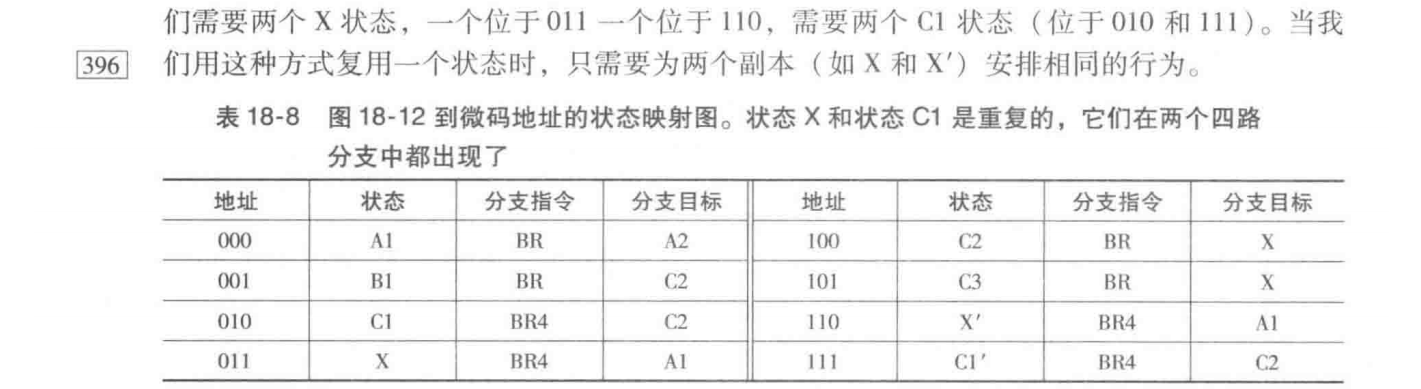 们需要两个 X 状态，一个位于 011 一个位于 110，需要两个 C1 状态（位于 010 和 111）。当我
396 们用这种方式复用一个状态时，只需要为两个副本（如 X 和 X′）安排相同的行为。
表 18-8 图 18-12 到微码地址的状态映射图。状态 X 和状态 C1 是重复的，它们在两个四路
分支中都出现了
地址 状态 分支指令 分支目标 地址 状态 分支指令 分支目标
000 A1 BR A2 100 C2 BR X
001 B1 BR C2 101 C3 BR X
010 C1 BR4 C2 110 X′ BR4 A1
011 X BR4 A1 111 C1′ BR4 C2